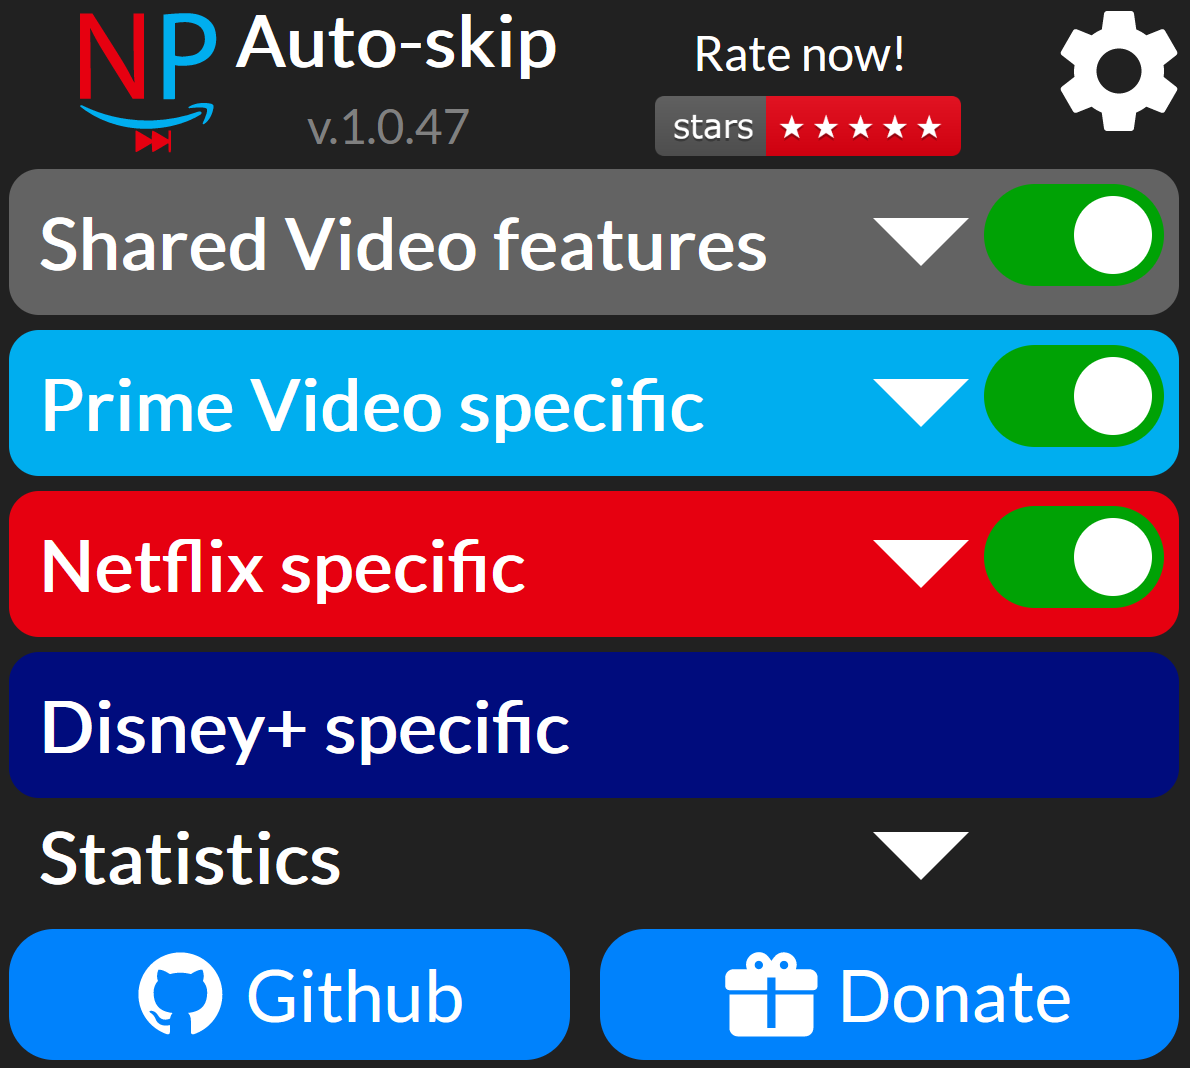 NP Auto-skip
v.1.0.47
Rate now!
stars ★★★★★
Shared Video features
Prime Video specific
Netflix specific
Disney+ specific
Statistics
Github
Donate